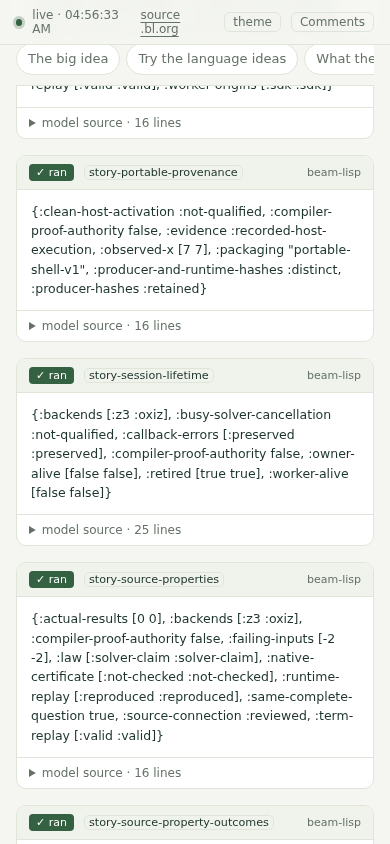 live · 04:56:33 AM
source .bl.org
theme
Comments
The big idea
Try the language ideas
What the
replay [:valid :valid], :worker-origins [:sdk :sdk]}
▶ model source · 16 lines
✓ ran story-portable-provenance beam-lisp
{:clean-host-activation :not-qualified, :compiler-
proof-authority false, :evidence :recorded-host-
execution, :observed-x [7 7], :packaging "portable-
shell-v1", :producer-and-runtime-hashes :distinct,
:producer-hashes :retained}
▶ model source · 16 lines
✓ ran story-session-lifetime beam-lisp
{:backends [:z3 :oxiz], :busy-solver-cancellation
:not-qualified, :callback-errors [:preserved
:preserved], :compiler-proof-authority false, :owner-
alive [false false], :retired [true true], :worker-alive
[false false]}
▶ model source · 25 lines
✓ ran story-source-properties beam-lisp
{:actual-results [0 0], :backends [:z3 :oxiz],
:compiler-proof-authority false, :failing-inputs [-2
-2], :law [:solver-claim :solver-claim], :native-
certificate [:not-checked :not-checked], :runtime-
replay [:reproduced :reproduced], :same-complete-
question true, :source-connection :reviewed, :term-
replay [:valid :valid]}
▶ model source · 16 lines
✓ ran story-source-property-outcomes beam-lisp